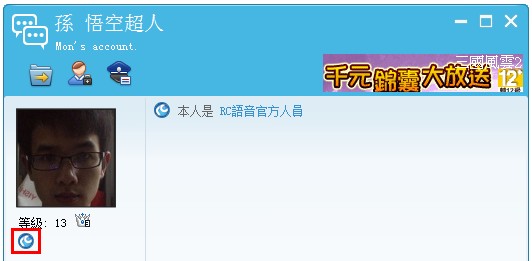 孫 悟空超人
Mon's account.
三國風雲2
千元錦囊大放送
12+
本人是 RC語音官方人員
等級: 13